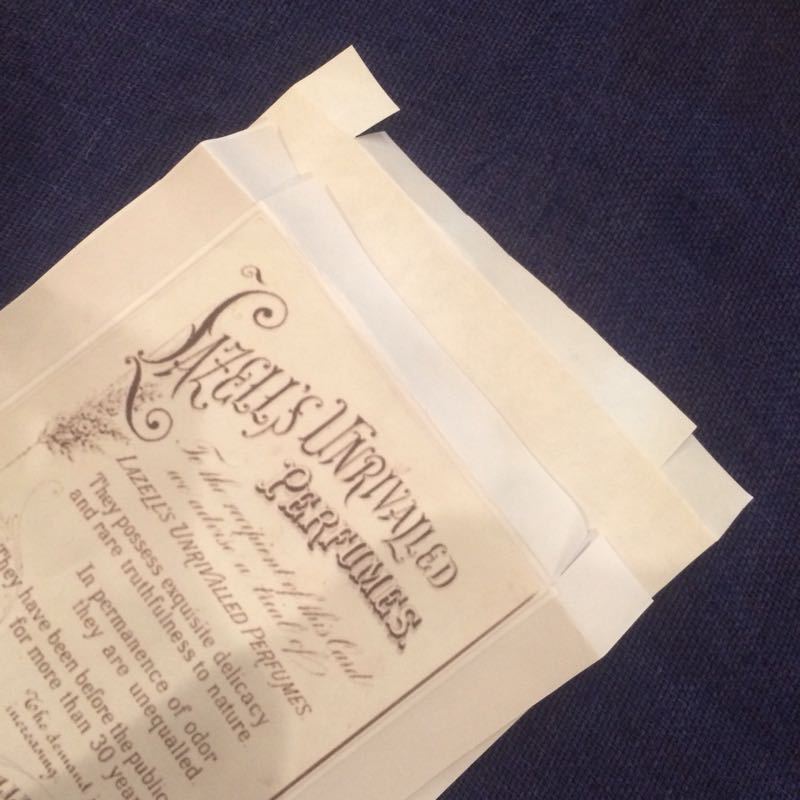 LAZELL'S UNRIVALLED
PERFUMES.
To the recipient of this Card
we advise a trial of
LAZELL'S UNRIVALLED PERFUMES.
They possess exquisite delicacy
and rare truthfulness to nature.
In permanence of odor
they are unequalled
They have been before the public
for more than 30 yea
The demand
increasing